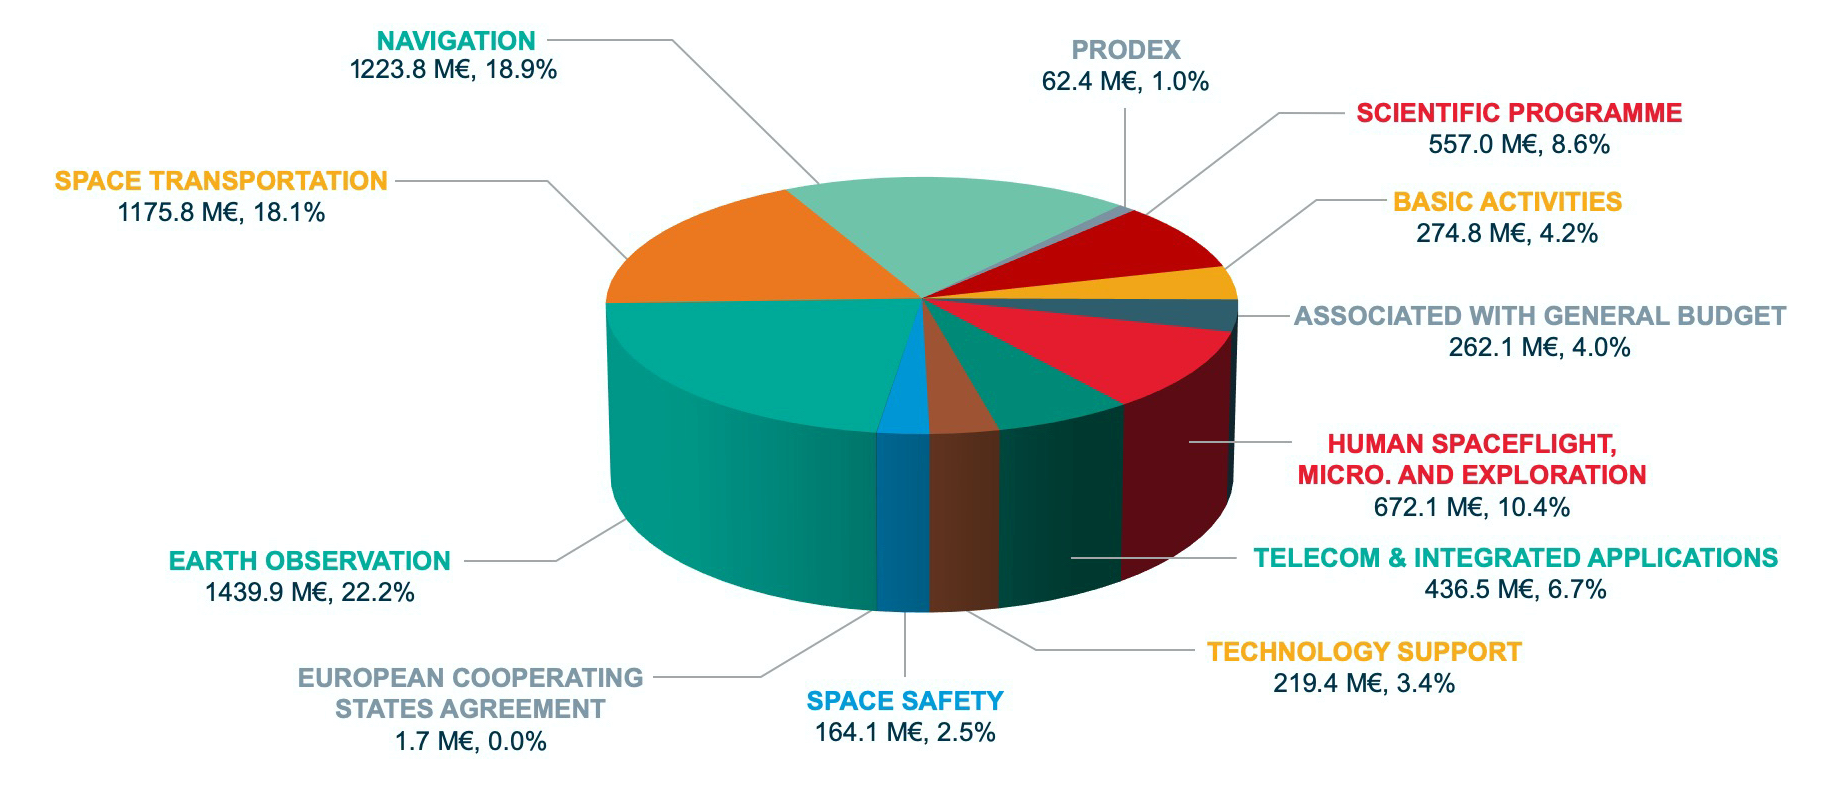 NAVIGATION
1223.8 M€, 18.9%
PRODEX
62.4 M€, 1.0%
SCIENTIFIC PROGRAMME
557.0 M€, 8.6%
SPACE TRANSPORTATION
1175.8 M€, 18.1%
BASIC ACTIVITIES
274.8 M€, 4.2%
ASSOCIATED WITH GENERAL BUDGET
262.1 M€, 4.0%
HUMAN SPACEFLIGHT,
MICRO. AND EXPLORATION
672.1 M€, 10.4%
EARTH OBSERVATION
1439.9 M€, 22.2%
TELECOM & INTEGRATED APPLICATIONS
436.5 M€, 6.7%
TECHNOLOGY SUPPORT
219.4 M€, 3.4%
EUROPEAN COOPERATING
STATES AGREEMENT
1.7 M€, 0.0%
SPACE SAFETY
164.1 M€, 2.5%